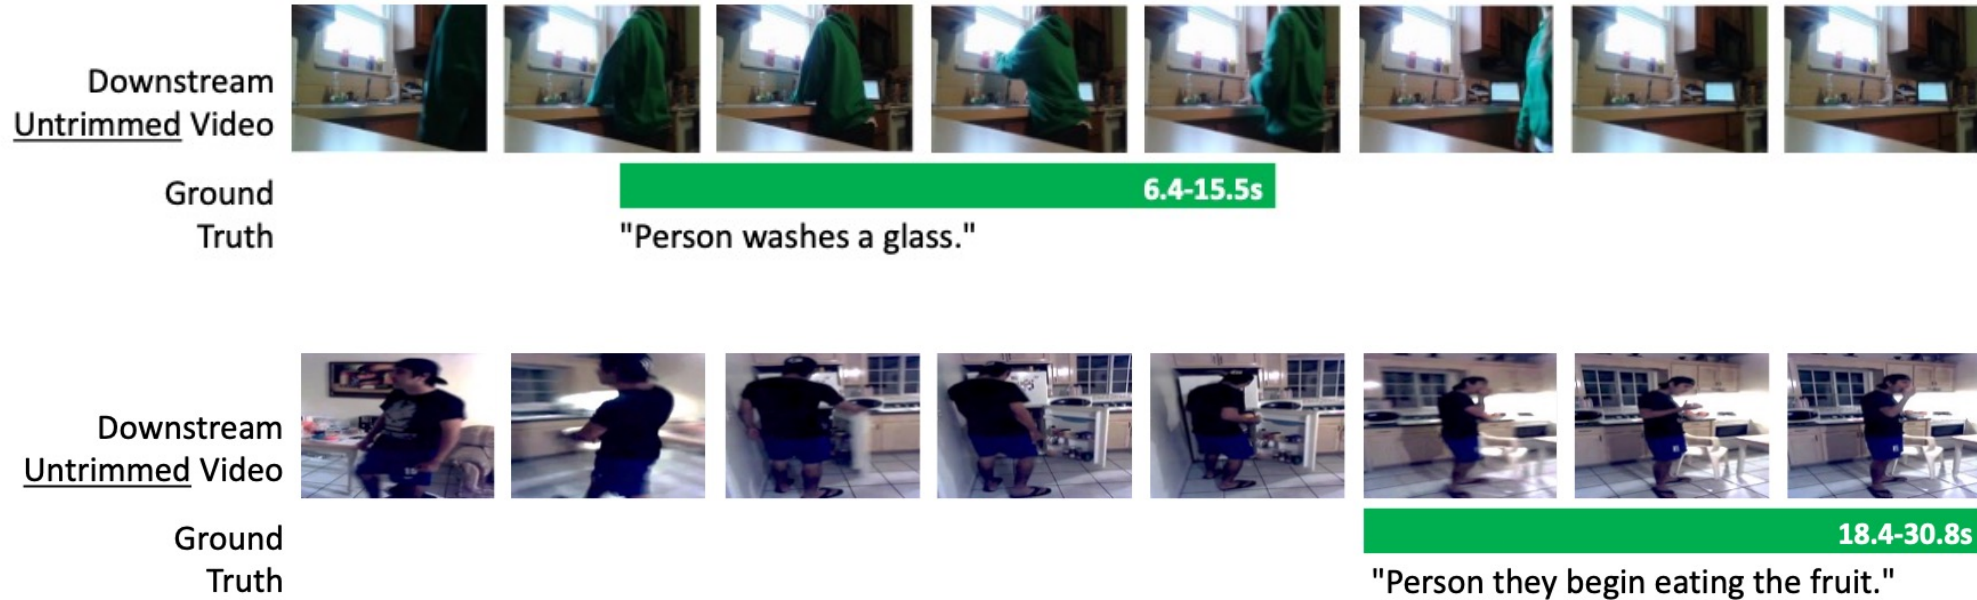 Downstream
Untrimmed Video
Ground
Truth
6.4-15.5s
"Person washes a glass."
Downstream
Untrimmed Video
Ground
Truth
18.4-30.8s
"Person they begin eating the fruit."